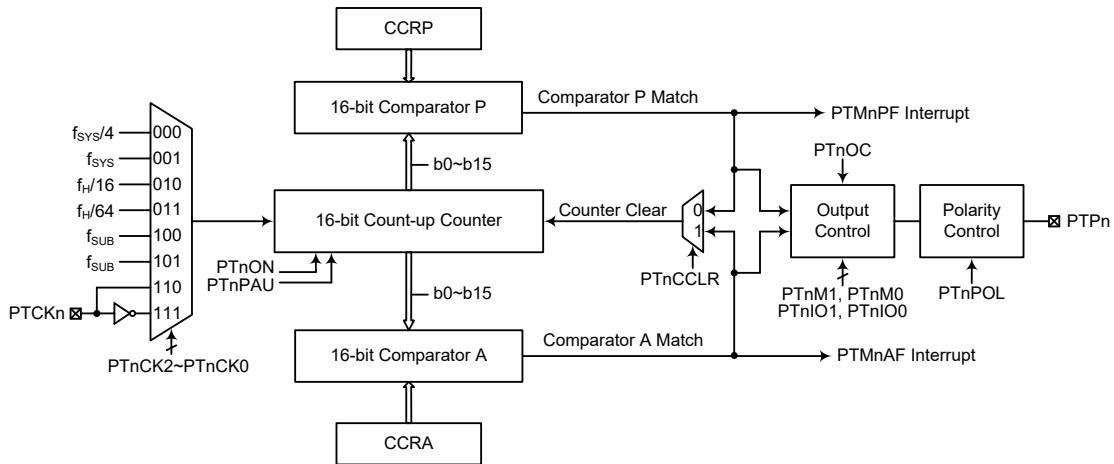 CCRP
16-bit Comparator P
Comparator P Match
PTMnPF Interrupt
b0~b15
PTnOC
fSYS/4
000
fSYS
001
fH/16
010
fH/64
011
fSUB
100
fSUB
101
110
PTCKn
111
PTnCK2~PTnCK0
16-bit Count-up Counter
PTnON
PTnPAU
Counter Clear
0
1
PTnCCLR
Output
Control
Polarity
Control
PTPn
PTnM1, PTnM0
PTnIO1, PTnIO0
PTnPOL
b0~b15
16-bit Comparator A
Comparator A Match
PTMnAF Interrupt
CCRA